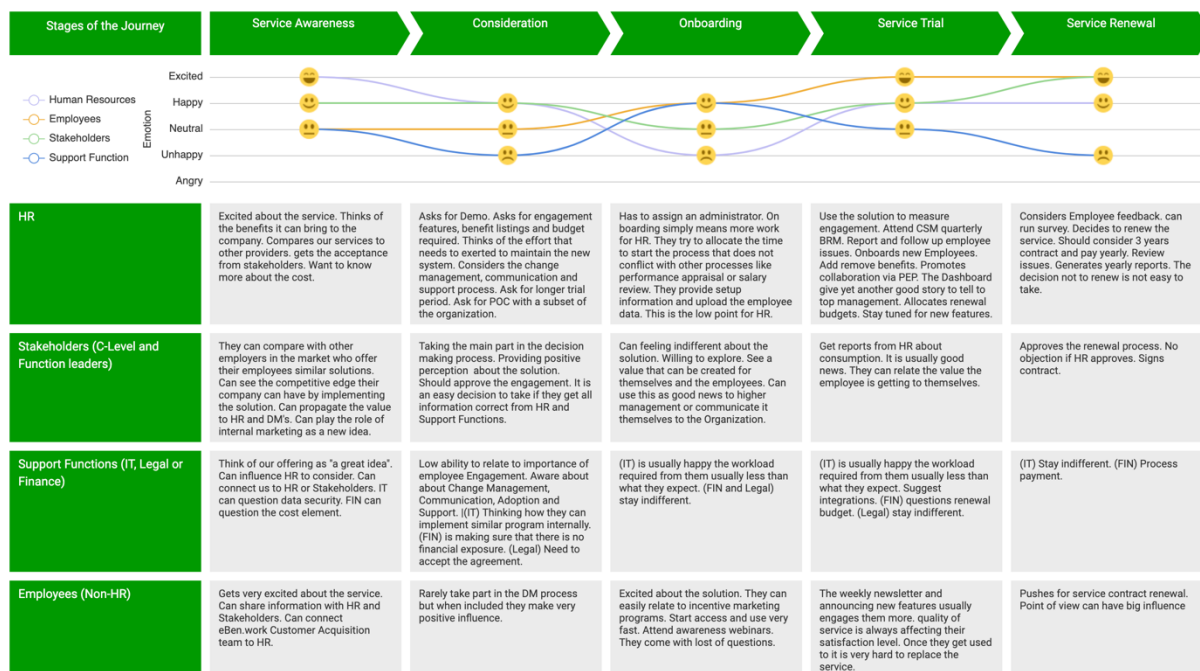 Stages of the Journey
Service Awareness
Consideration
Onboarding
Service Trial
Service Renewal
Emotion
Excited
Happy
Neutral
Unhappy
Angry
Human Resources
Employees
Stakeholders
Support Function
HR
Excited about the service. Thinks of
the benefits it can bring to the
company. Compares our services to
other providers. gets the acceptance
from stakeholders. Want to know
more about the cost.
Asks for Demo. Asks for engagement
features, benefit listings and budget
required. Thinks of the effort that
needs to exerted to maintain the new
system. Considers the change
management, communication and
support process. Ask for longer trial
period. Ask for POC with a subset of
the organization.
Has to assign an administrator. On
boarding simply means more work
for HR. They try to allocate the time
to start the process that does not
conflict with other processes like
performance appraisal or salary
review. They provide setup
information and upload the employee
data. This is the low point for HR.
Use the solution to measure
engagement. Attend CSM quarterly
BRM. Report and follow up employee
issues. Onboards new Employees.
Add remove benefits. Promotes
collaboration via PEP. The Dashboard
give yet another good story to tell to
top management. Allocates renewal
budgets. Stay tuned for new features.
Considers Employee feedback. can
run survey. Decides to renew the
service. Should consider 3 years
contract and pay yearly. Review
issues. Generates yearly reports. The
decision not to renew is not easy to
take.
Stakeholders (C-Level and
Function leaders)
They can compare with other
employers in the market who offer
their employees similar solutions.
Can see the competitive edge their
company can have by implementing
the solution. Can propagate the value
to HR and DM's. Can play the role of
internal marketing as a new idea.
Taking the main part in the decision
making process. Providing positive
perception about the solution.
Should approve the engagement. It is
an easy decision to take if they get all
information correct from HR and
Support Functions.
Can feeling indifferent about the
solution. Willing to explore. See a
value that can be created for
themselves and the employees. Can
use this as good news to higher
management or communicate it
themselves to the Organization.
Get reports from HR about
consumption. It is usually good
news. They can relate the value the
employee is getting to themselves.
Approves the renewal process. No
objection if HR approves. Signs
contract.
Support Functions (IT, Legal or
Finance)
Think of our offering as "a great idea".
Can influence HR to consider. Can
connect us to HR or Stakeholders. IT
can question data security. FIN can
question the cost element.
Low ability to relate to importance of
employee Engagement. Aware about
about Change Management,
Communication, Adoption and
Support. |(IT) Thinking how they can
implement similar program internally.
(FIN) is making sure that there is no
financial exposure. (Legal) Need to
accept the agreement.
(IT) is usually happy the workload
required from them usually less than
what they expect. (FIN and Legal)
stay indifferent.
(IT) is usually happy the workload
required from them usually less than
what they expect. Suggest
integrations. (FIN) questions renewal
budget. (Legal) stay indifferent.
(IT) Stay indifferent. (FIN) Process
payment.
Employees (Non-HR)
Gets very excited about the service.
Can share information with HR and
Stakeholders. Can connect
eBen.work Customer Acquisition
team to HR.
Rarely take part in the DM process
but when included they make very
positive influence.
Excited about the solution. They can
easily relate to incentive marketing
programs. Start access and use very
fast. Attend awareness webinars.
They come with lost of questions.
The weekly newsletter and
announcing new features usually
engages them more. quality of
service is always affecting their
satisfaction level. Once they get used
to it is very hard to replace the
service.
Pushes for service contract renewal.
Point of view can have big influence